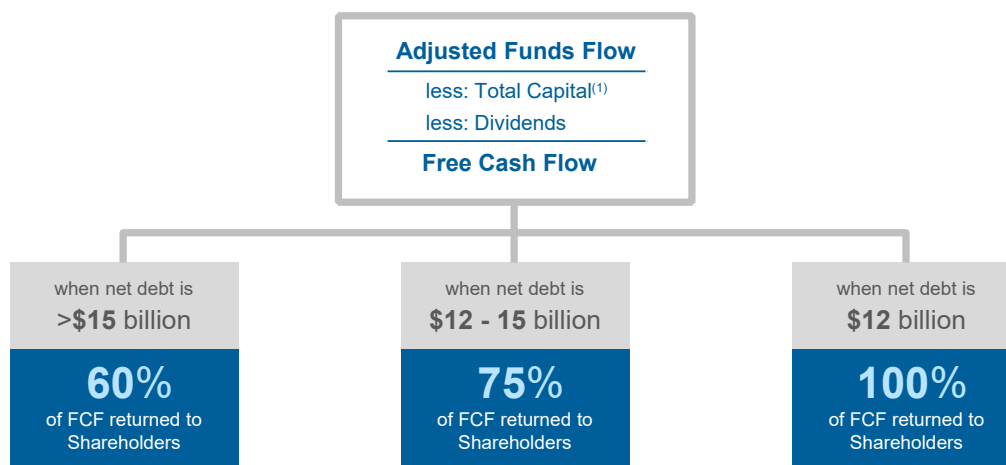 Adjusted Funds Flow
less: Total Capital(1)
less: Dividends
Free Cash Flow
when net debt is
>$15 billion
60%
of FCF returned to
Shareholders
when net debt is
$12 - 15 billion
75%
of FCF returned to
Shareholders
when net debt is
$12 billion
100%
of FCF returned to
Shareholders